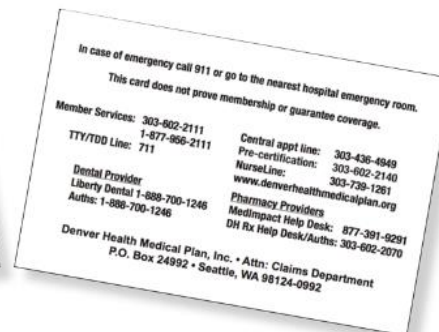 In case of emergency call 911 or go to the nearest hospital emergency room.
This card does not prove membership or guarantee coverage.
Member Services: 303-602-2111
1-877-956-2111
TTY/TDD Line: 711
Dental Provider
Liberty Dental 1-888-700-1246
Auths: 1-888-700-1246
Central appt line: 303-436-4949
Pre-certification: 303-602-2140
NurseLine: 303-739-1261
www.denverhealthmedicalplan.org
Pharmacy Providers
MedImpact Help Desk: 877-391-9291
DH Rx Help Desk/Auths: 303-602-2070
Denver Health Medical Plan, Inc. • Attn: Claims Department
P.O. Box 24992 • Seattle, WA 98124-0992